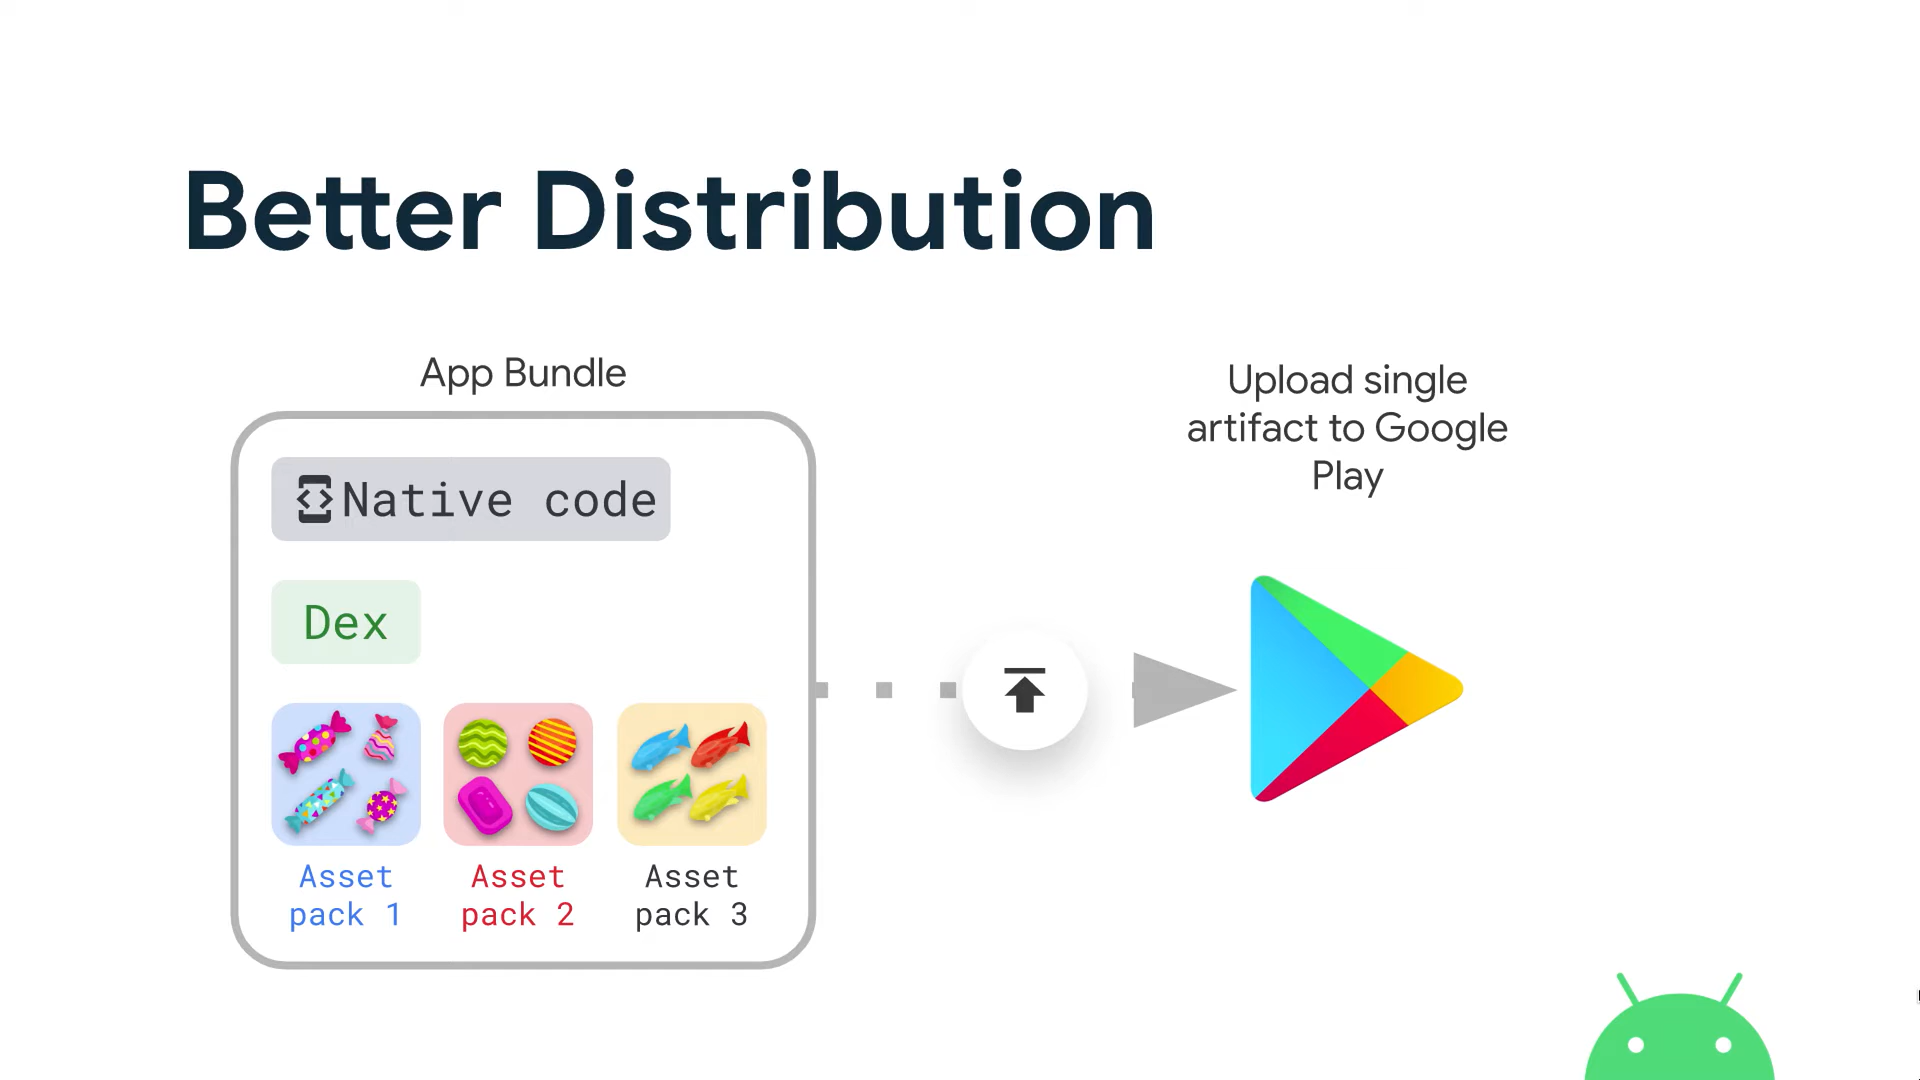 Better Distribution
App Bundle
Upload single
artifact to Google
Play
Native code
Dex
Asset
pack 1
Asset
pack 2
Asset
pack 3